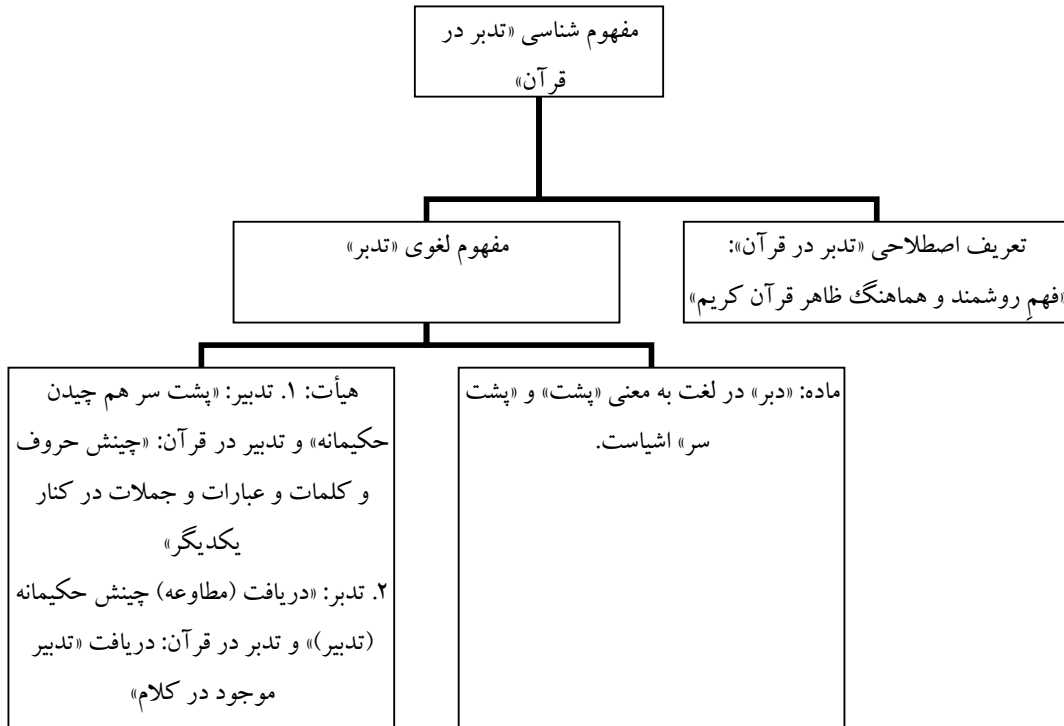 مفهوم شناسی «تدبر در
قرآن»
تعریف اصطلاحی «تدبر در قرآن»:
«فهمِ روشمند و هماهنگ ظاهر قرآن کریم»
مفهوم لغوی «تدبر»
ماده: «دبر» در لغت به معنی «پشت» و «پشت
سر» اشیاست.
هیأت: ۱. تدبیر: «پشت سر هم چیدن
حکیمانه» و تدبیر در قرآن: «چینش حروف
و کلمات و عبارات و جملات در کنار
یکدیگر»
۲. تدبر: «دریافت (مطاوعه) چینش حکیمانه
(تدبیر)» و تدبر در قرآن: دریافت «تدبیر
موجود در کلام»